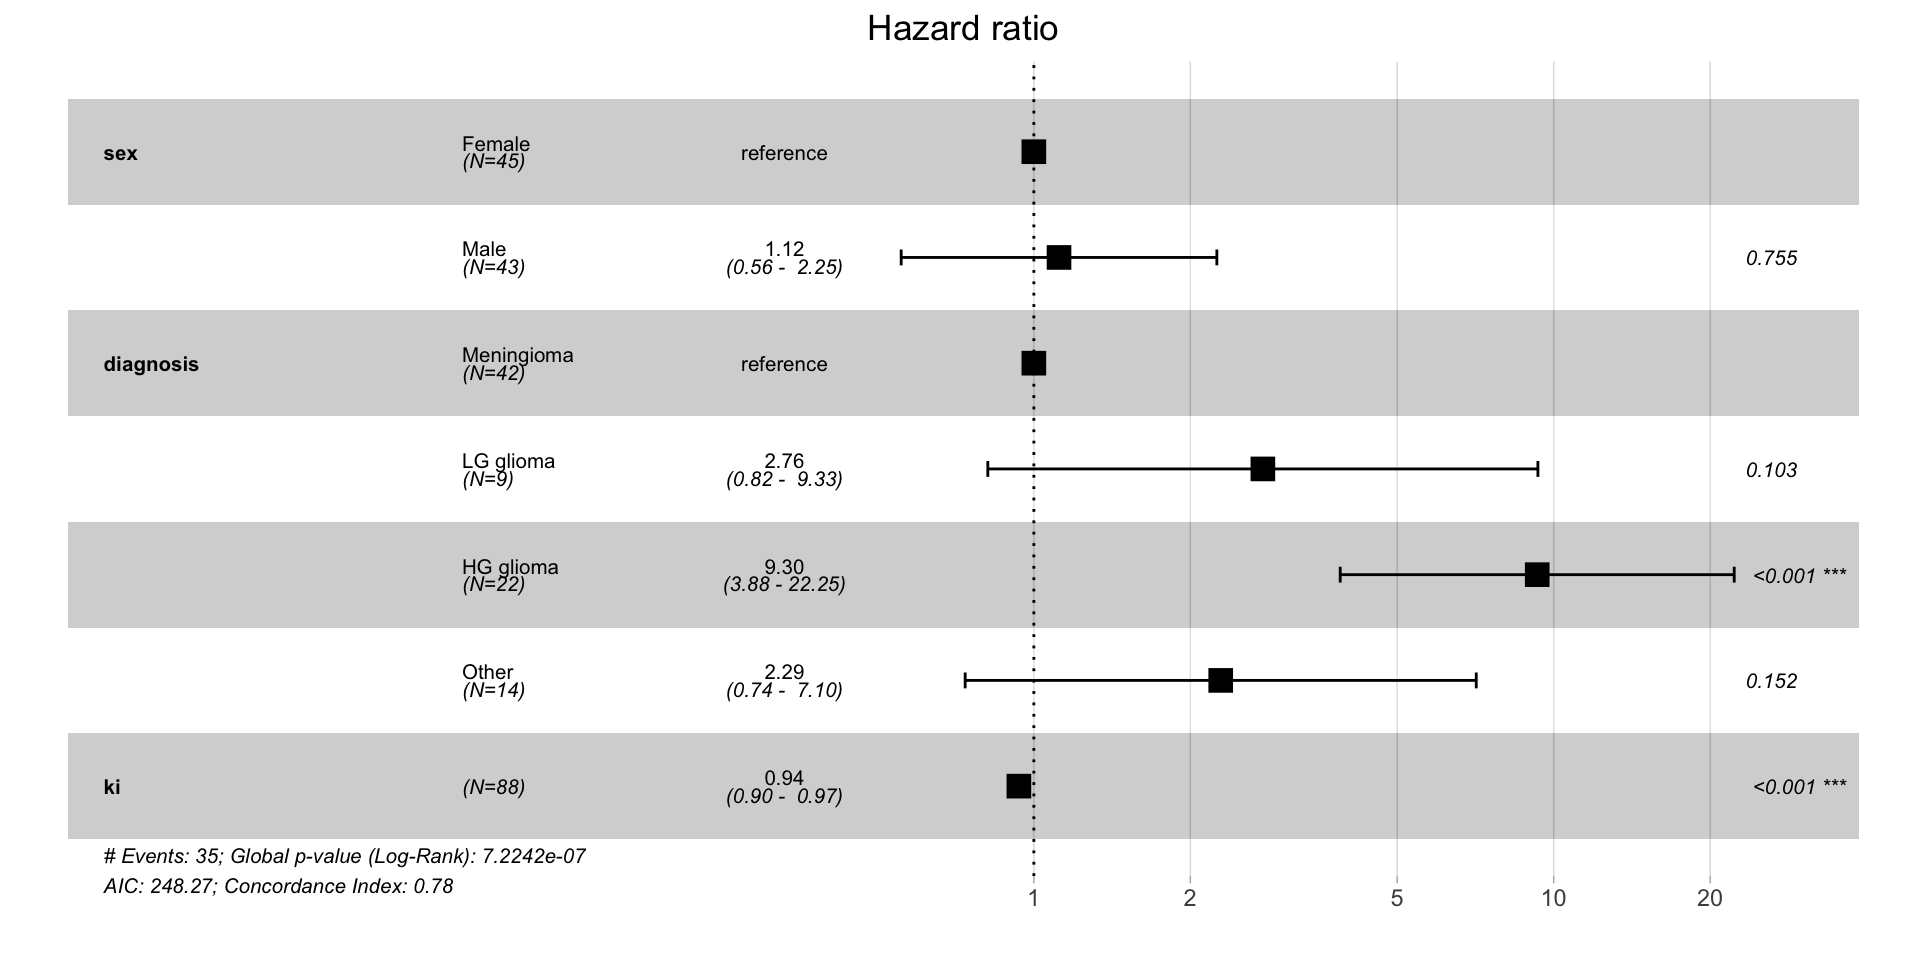 Hazard ratio
sex Female reference
(N=45)
Male 1.12 0.755
(N=43) (0.56 - 2.25)
diagnosis Meningioma reference
(N=42)
LG glioma 2.76 0.103
(N=9) (0.82 - 9.33)
HG glioma 9.30 <0.001 ***
(N=22) (3.88 - 22.25)
Other 2.29 0.152
(N=14) (0.74 - 7.10)
ki (N=88) 0.94 <0.001 ***
(0.90 - 0.97)
# Events: 35; Global p-value (Log-Rank): 7.2242e-07
AIC: 248.27; Concordance Index: 0.78
1 2 5 10 20